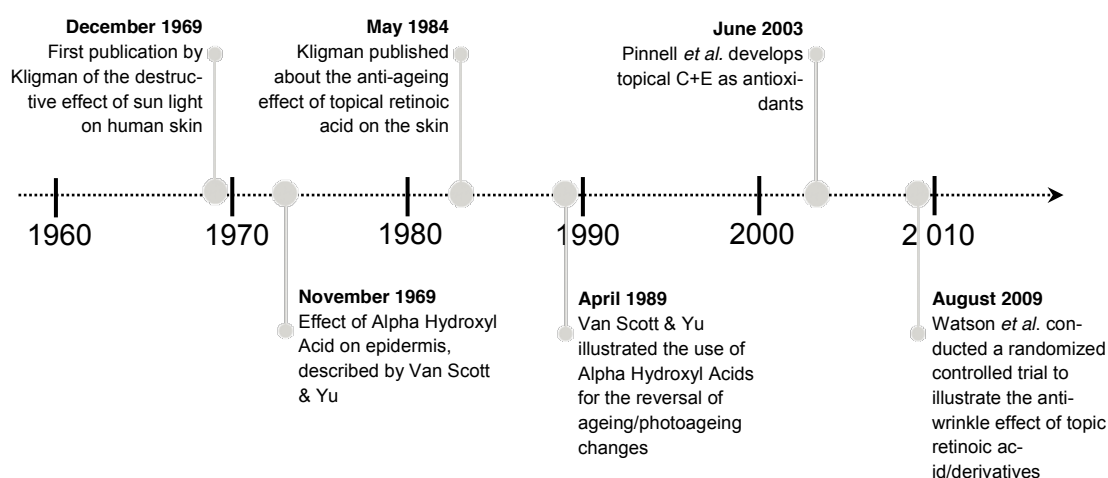 December 1969
First publication by
Kligman of the destruc-
tive effect of sun light
on human skin
May 1984
Kligman published
about the anti-ageing
effect of topical retinoic
acid on the skin
June 2003
Pinnell et al. develops
topical C+E as antioxi-
dants
1960
1970
1980
1990
2000
2010
November 1969
Effect of Alpha Hydroxyl
Acid on epidermis,
described by Van Scott
& Yu
April 1989
Van Scott & Yu
illustrated the use of
Alpha Hydroxyl Acids
for the reversal of
ageing/photoageing
changes
August 2009
Watson et al. con-
ducted a randomized
controlled trial to
illustrate the anti-
wrinkle effect of topic
retinoic ac-
id/derivatives